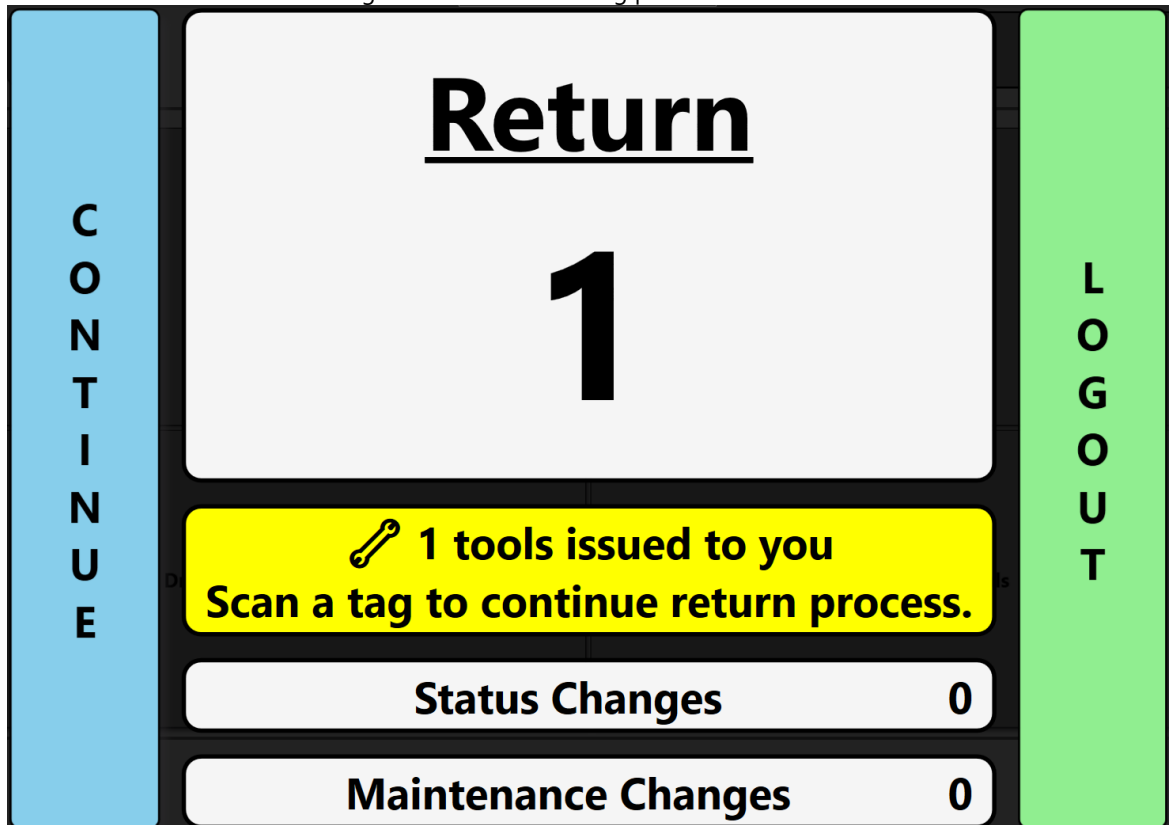 CONTINUE
Return
1
1 tools issued to you
Scan a tag to continue return process.
Status Changes 0
Maintenance Changes 0
LOGOUT